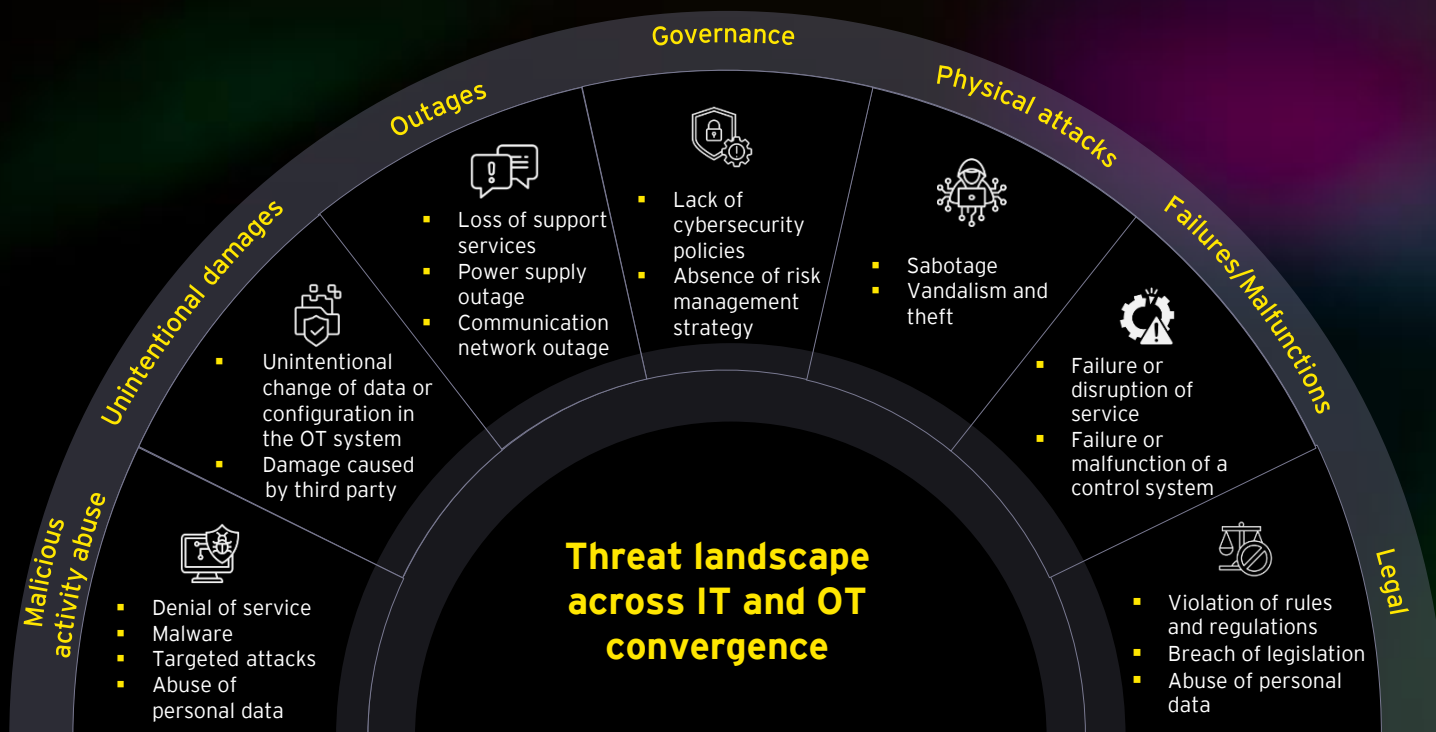 Governance
Outages
Physical attacks
Unintentional damages
Failures/Malfunctions
Malicious
activity abuse
Legal
▪ Denial of service
▪ Malware
▪ Targeted attacks
▪ Abuse of
personal data
▪ Unintentional
change of data or
configuration in
the OT system
▪ Damage caused
by third party
▪ Loss of support
services
▪ Power supply
outage
▪ Communication
network outage
▪ Lack of
cybersecurity
policies
▪ Absence of risk
management
strategy
▪ Sabotage
▪ Vandalism and
theft
▪ Failure or
disruption of
service
▪ Failure or
malfunction of a
control system
▪ Violation of rules
and regulations
▪ Breach of legislation
▪ Abuse of personal
data
Threat landscape
across IT and OT
convergence